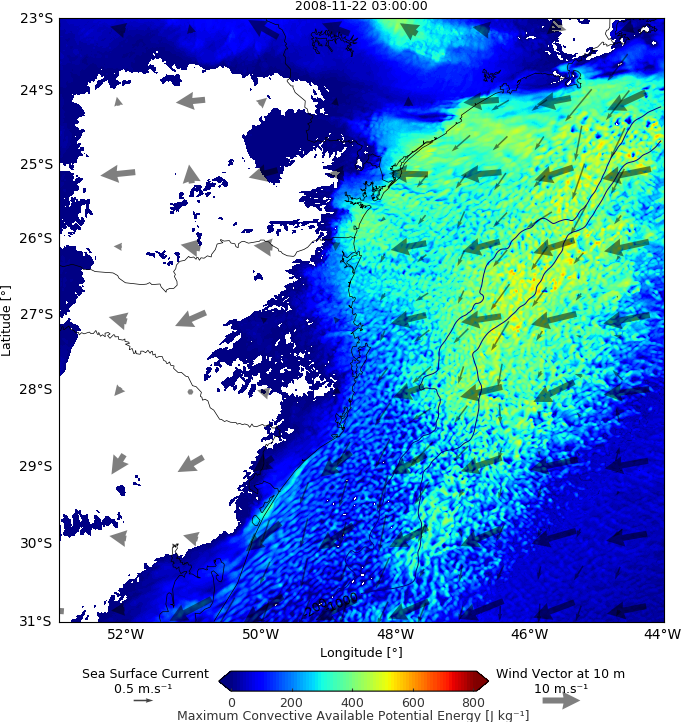 2008-11-22 03:00:00
23°S
24°S
25°S
26°S
27°S
28°S
29°S
30°S
31°S
Latitude [°]
52°W 50°W 48°W 46°W 44°W
Longitude [°]
Sea Surface Current
0.5 m.s⁻¹
Wind Vector at 10 m
10 m.s⁻¹
0 200 400 600 800
Maximum Convective Available Potential Energy [J kg⁻¹]